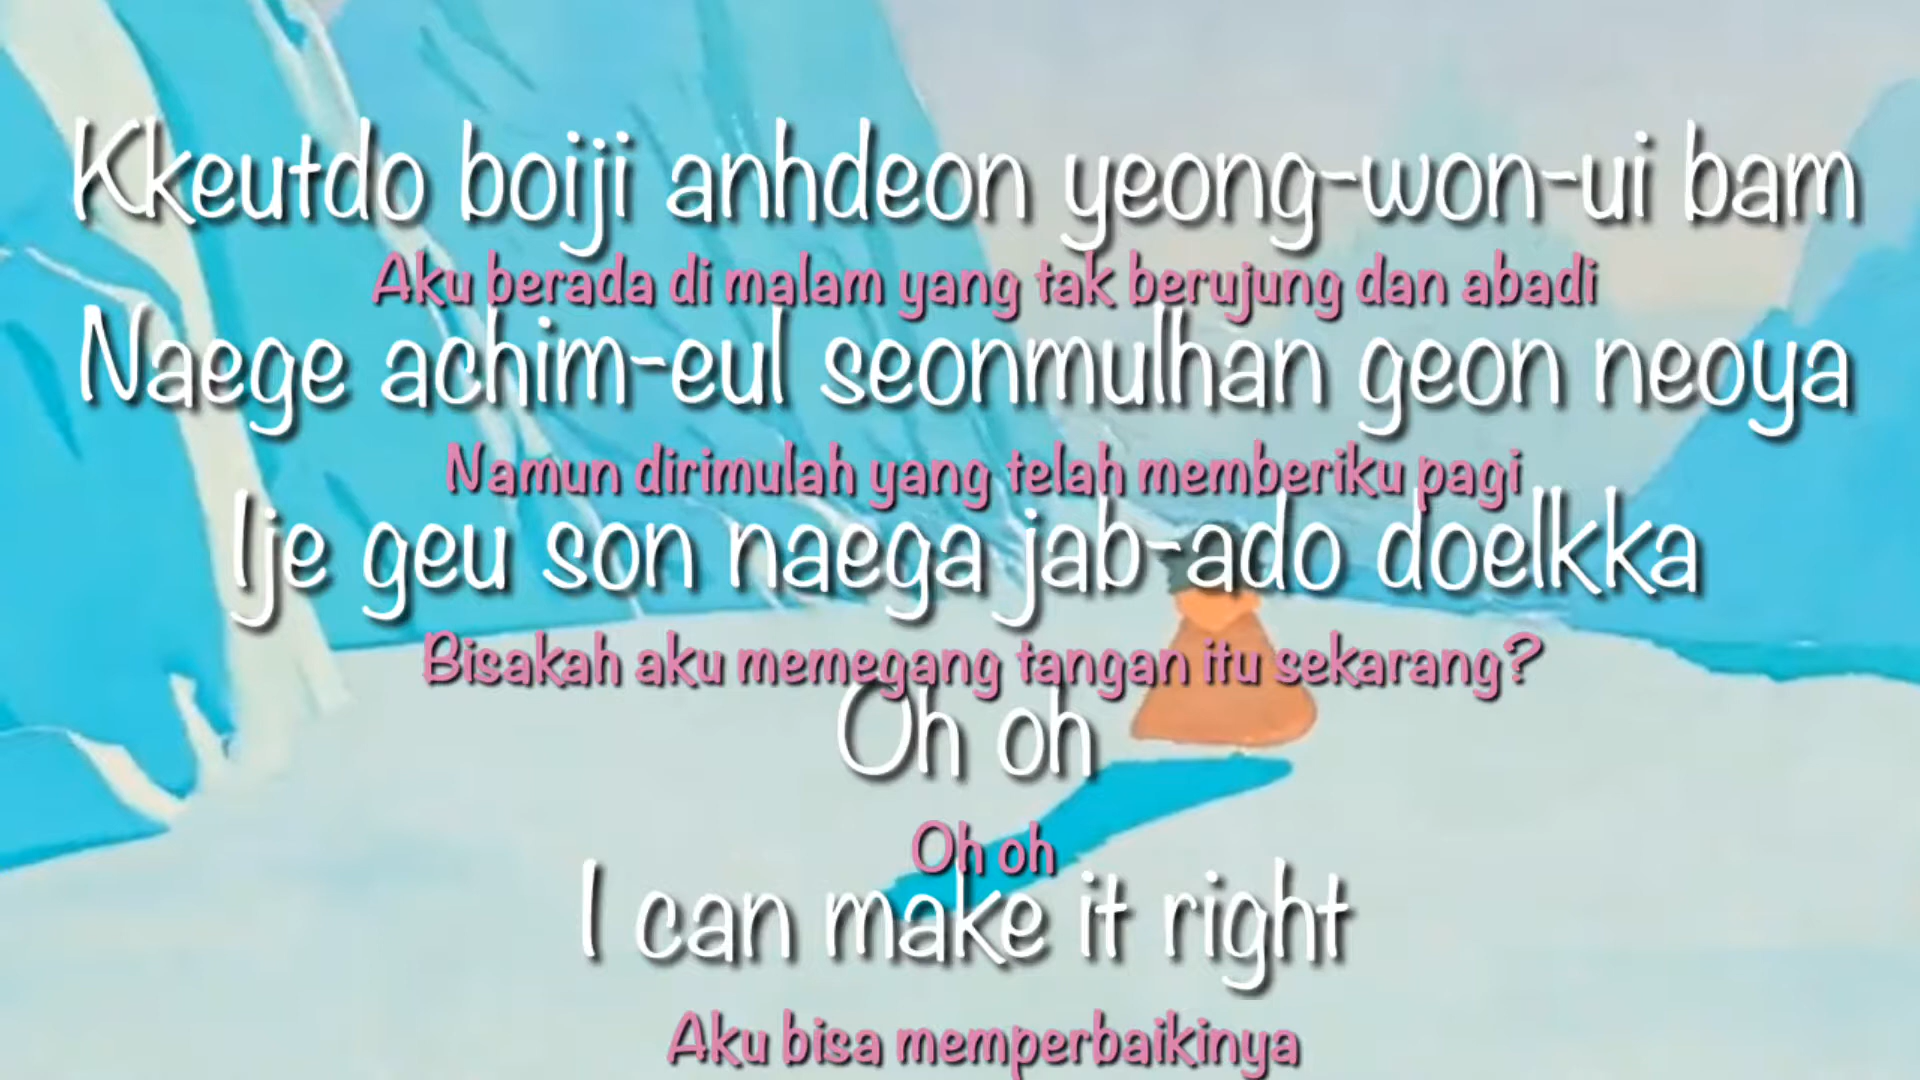 Kkeutdo boiji anhdeon yeong-won-ui bam
Aku berada di malam yang tak berujung dan abadi
Naege achim-eul seonmulhan geon neoya
Namun dirimulah yang telah memberiku pagi
Ije geu son naega jab-ado doelkka
Bisakah aku memegang tangan itu sekarang?
Oh oh
Oh oh
I can make it right
Aku bisa memperbaikinya